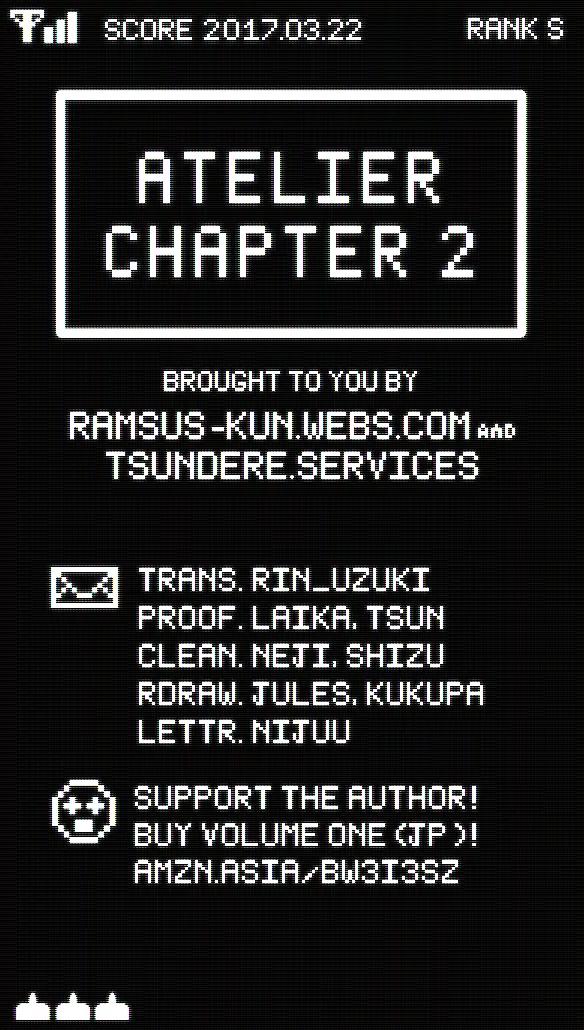 SCORE 2017.03.22 RANK S
ATELIER
CHAPTER 2
BROUGHT TO YOU BY
RAMSUS-KUN.WEBS.COM AND
TSUNDERE.SERVICES
TRANS. RIN_UZUKI
PROOF. LAIKA, TSUN
CLEAN. NEJI, SHIZU
RDRAW. JULES, KUKUPA
LETTR. NIJUU
SUPPORT THE AUTHOR!
BUY VOLUME ONE (JP)!
AMZN.ASIA/BW3I3SZ